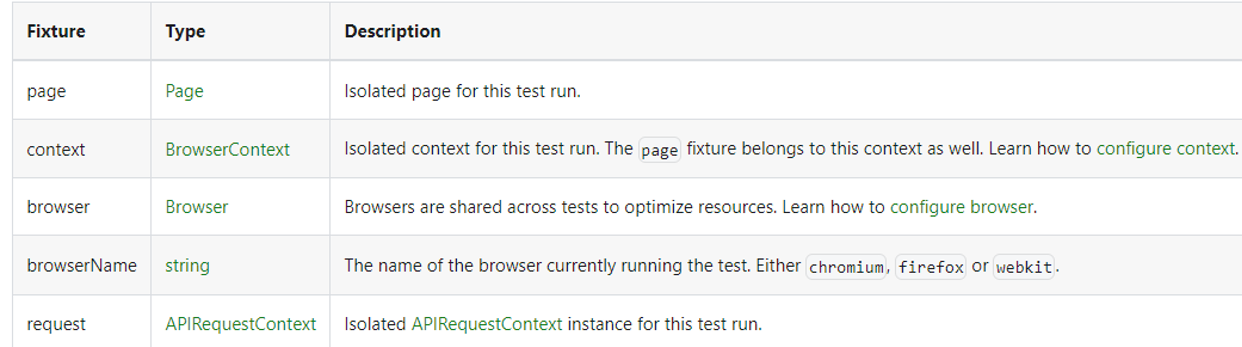 Fixture Type Description
page Page Isolated page for this test run.
context BrowserContext Isolated context for this test run. The page fixture belongs to this context as well. Learn how to configure context.
browser Browser Browsers are shared across tests to optimize resources. Learn how to configure browser.
browserName string The name of the browser currently running the test. Either chromium, firefox or webkit.
request APIRequestContext Isolated APIRequestContext instance for this test run.